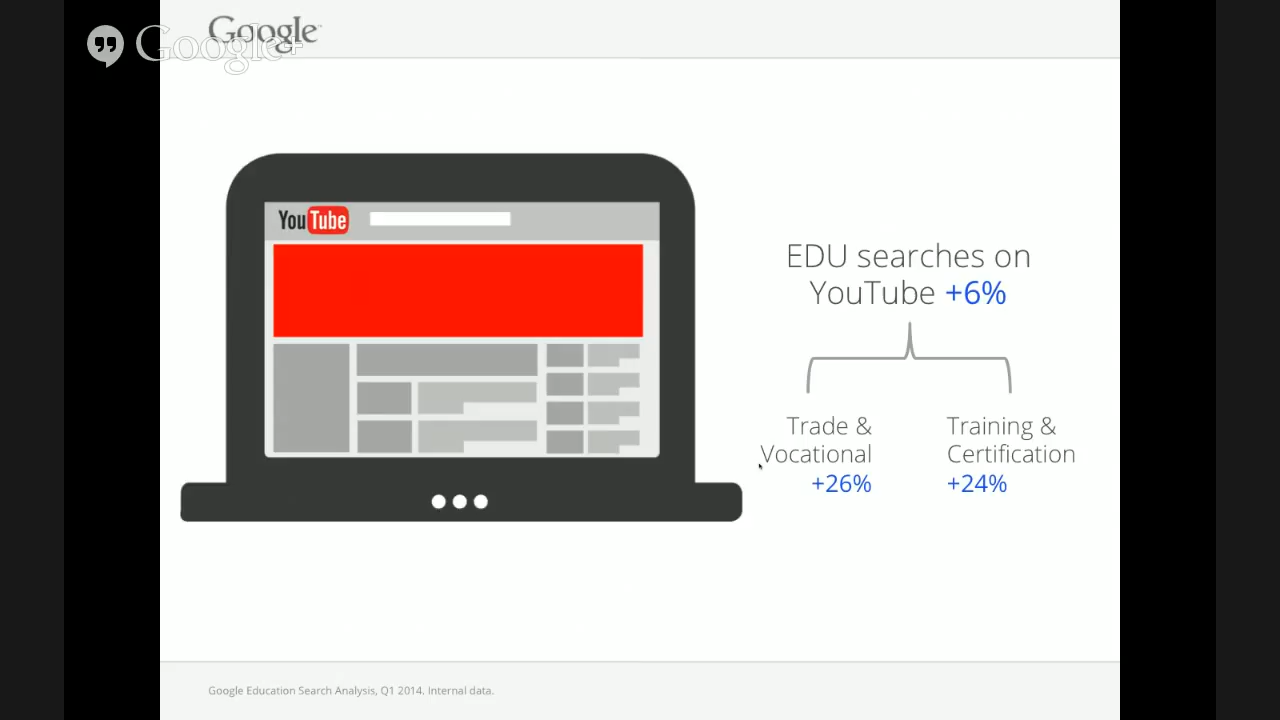 Google
Google+
YouTube
EDU searches on
YouTube +6%
Trade &
Vocational
+26%
Training &
Certification
+24%
Google Education Search Analysis, Q1 2014. Internal data.